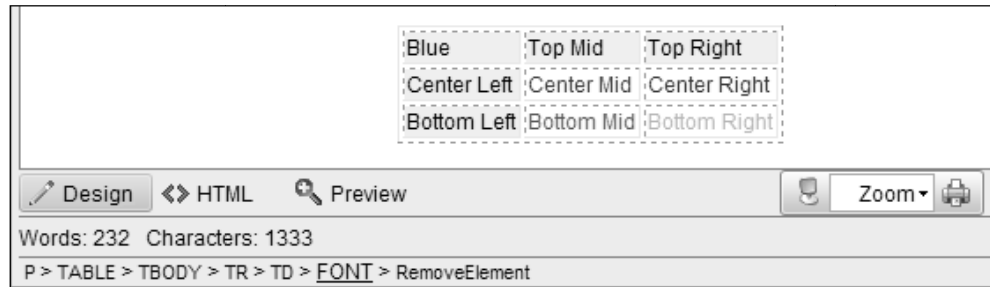 Blue Top Mid Top Right
Center Left Center Mid Center Right
Bottom Left Bottom Mid Bottom Right
Design HTML Preview Zoom
Words: 232 Characters: 1333
P > TABLE > TBODY > TR > TD > FONT > RemoveElement